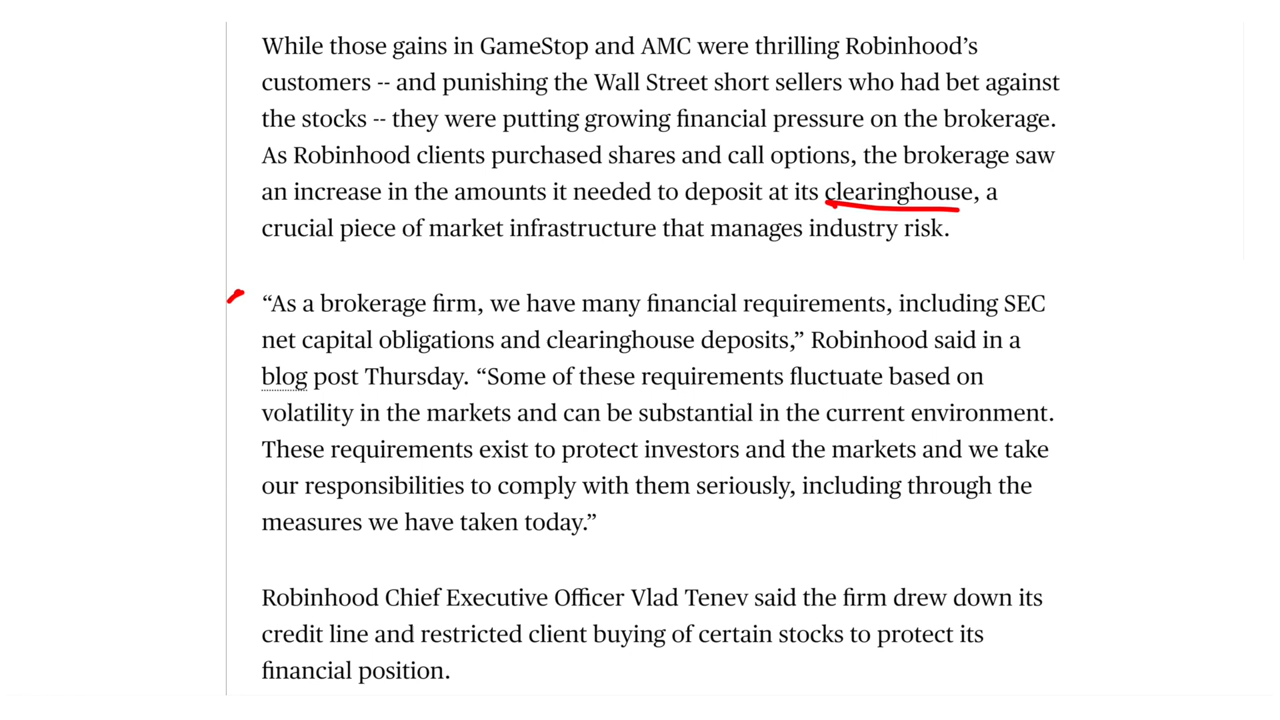 While those gains in GameStop and AMC were thrilling Robinhood’s
customers -- and punishing the Wall Street short sellers who had bet against
the stocks -- they were putting growing financial pressure on the brokerage.
As Robinhood clients purchased shares and call options, the brokerage saw
an increase in the amounts it needed to deposit at its clearinghouse, a
crucial piece of market infrastructure that manages industry risk.
“As a brokerage firm, we have many financial requirements, including SEC
net capital obligations and clearinghouse deposits,” Robinhood said in a
blog post Thursday. “Some of these requirements fluctuate based on
volatility in the markets and can be substantial in the current environment.
These requirements exist to protect investors and the markets and we take
our responsibilities to comply with them seriously, including through the
measures we have taken today.”
Robinhood Chief Executive Officer Vlad Tenev said the firm drew down its
credit line and restricted client buying of certain stocks to protect its
financial position.